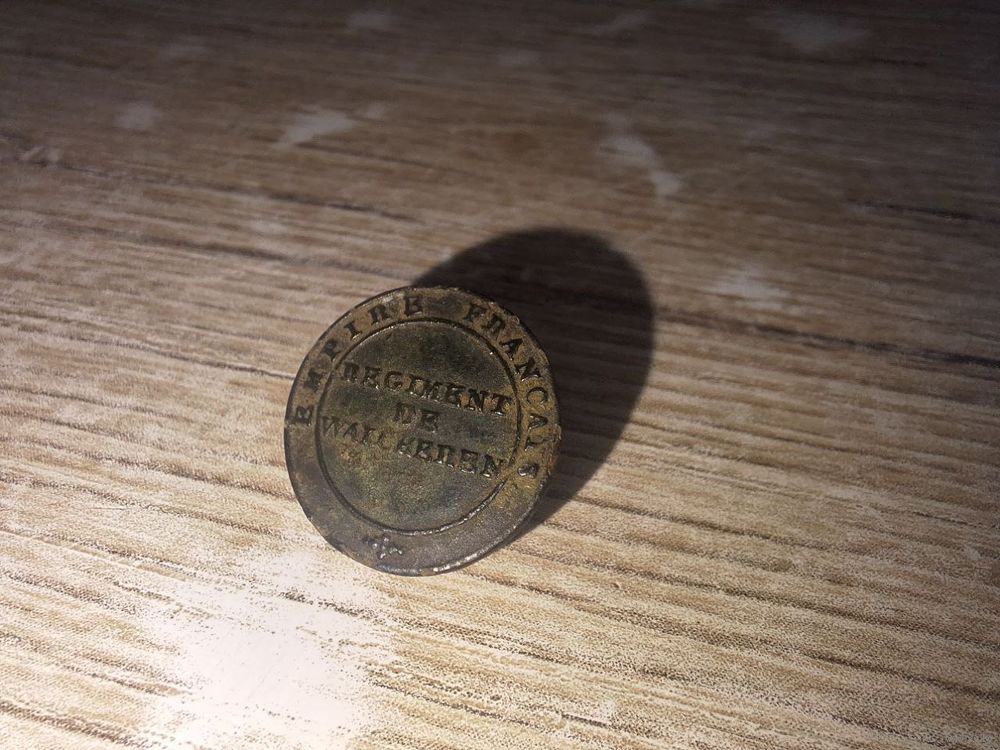 EMPIRE FRANCAIS
REGIMENT
DE
WALCHEREN